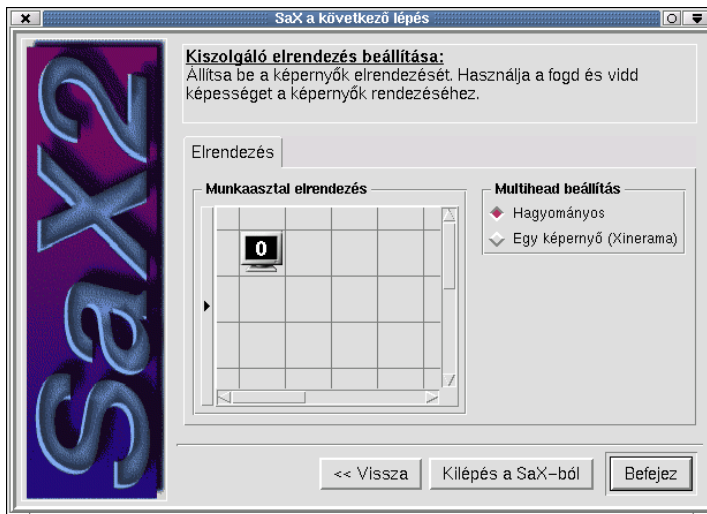 SaX a következő lépés
SaX2
Kiszolgáló elrendezés beállítása:
Állítsa be a képernyők elrendezését. Használja a fogd és vidd
képességet a képernyők rendezéséhez.
Elrendezés
Munkaasztal elrendezés
Multihead beállítás
0
Hagyományos
Egy képernyő (Xinerama)
<< Vissza
Kilépés a SaX-ból
Befejez